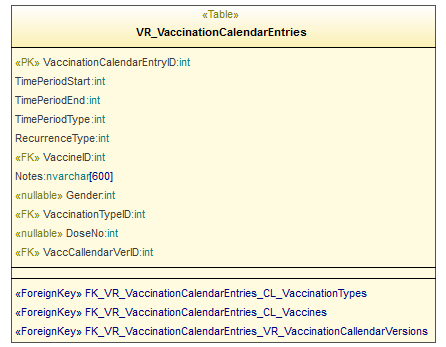 «Table»
VR_VaccinationCalendarEntries
«PK» VaccinationCalendarEntryID:int
TimePeriodStart:int
TimePeriodEnd:int
TimePeriodType:int
RecurrenceType:int
«FK» VaccineID:int
Notes:nvarchar[600]
«nullable» Gender:int
«FK» VaccinationTypeID:int
«nullable» DoseNo:int
«FK» VaccCallendarVerID:int
«ForeignKey» FK_VR_VaccinationCalendarEntries_CL_VaccinationTypes
«ForeignKey» FK_VR_VaccinationCalendarEntries_CL_Vaccines
«ForeignKey» FK_VR_VaccinationCalendarEntries_VR_VaccinationCallendarVersions